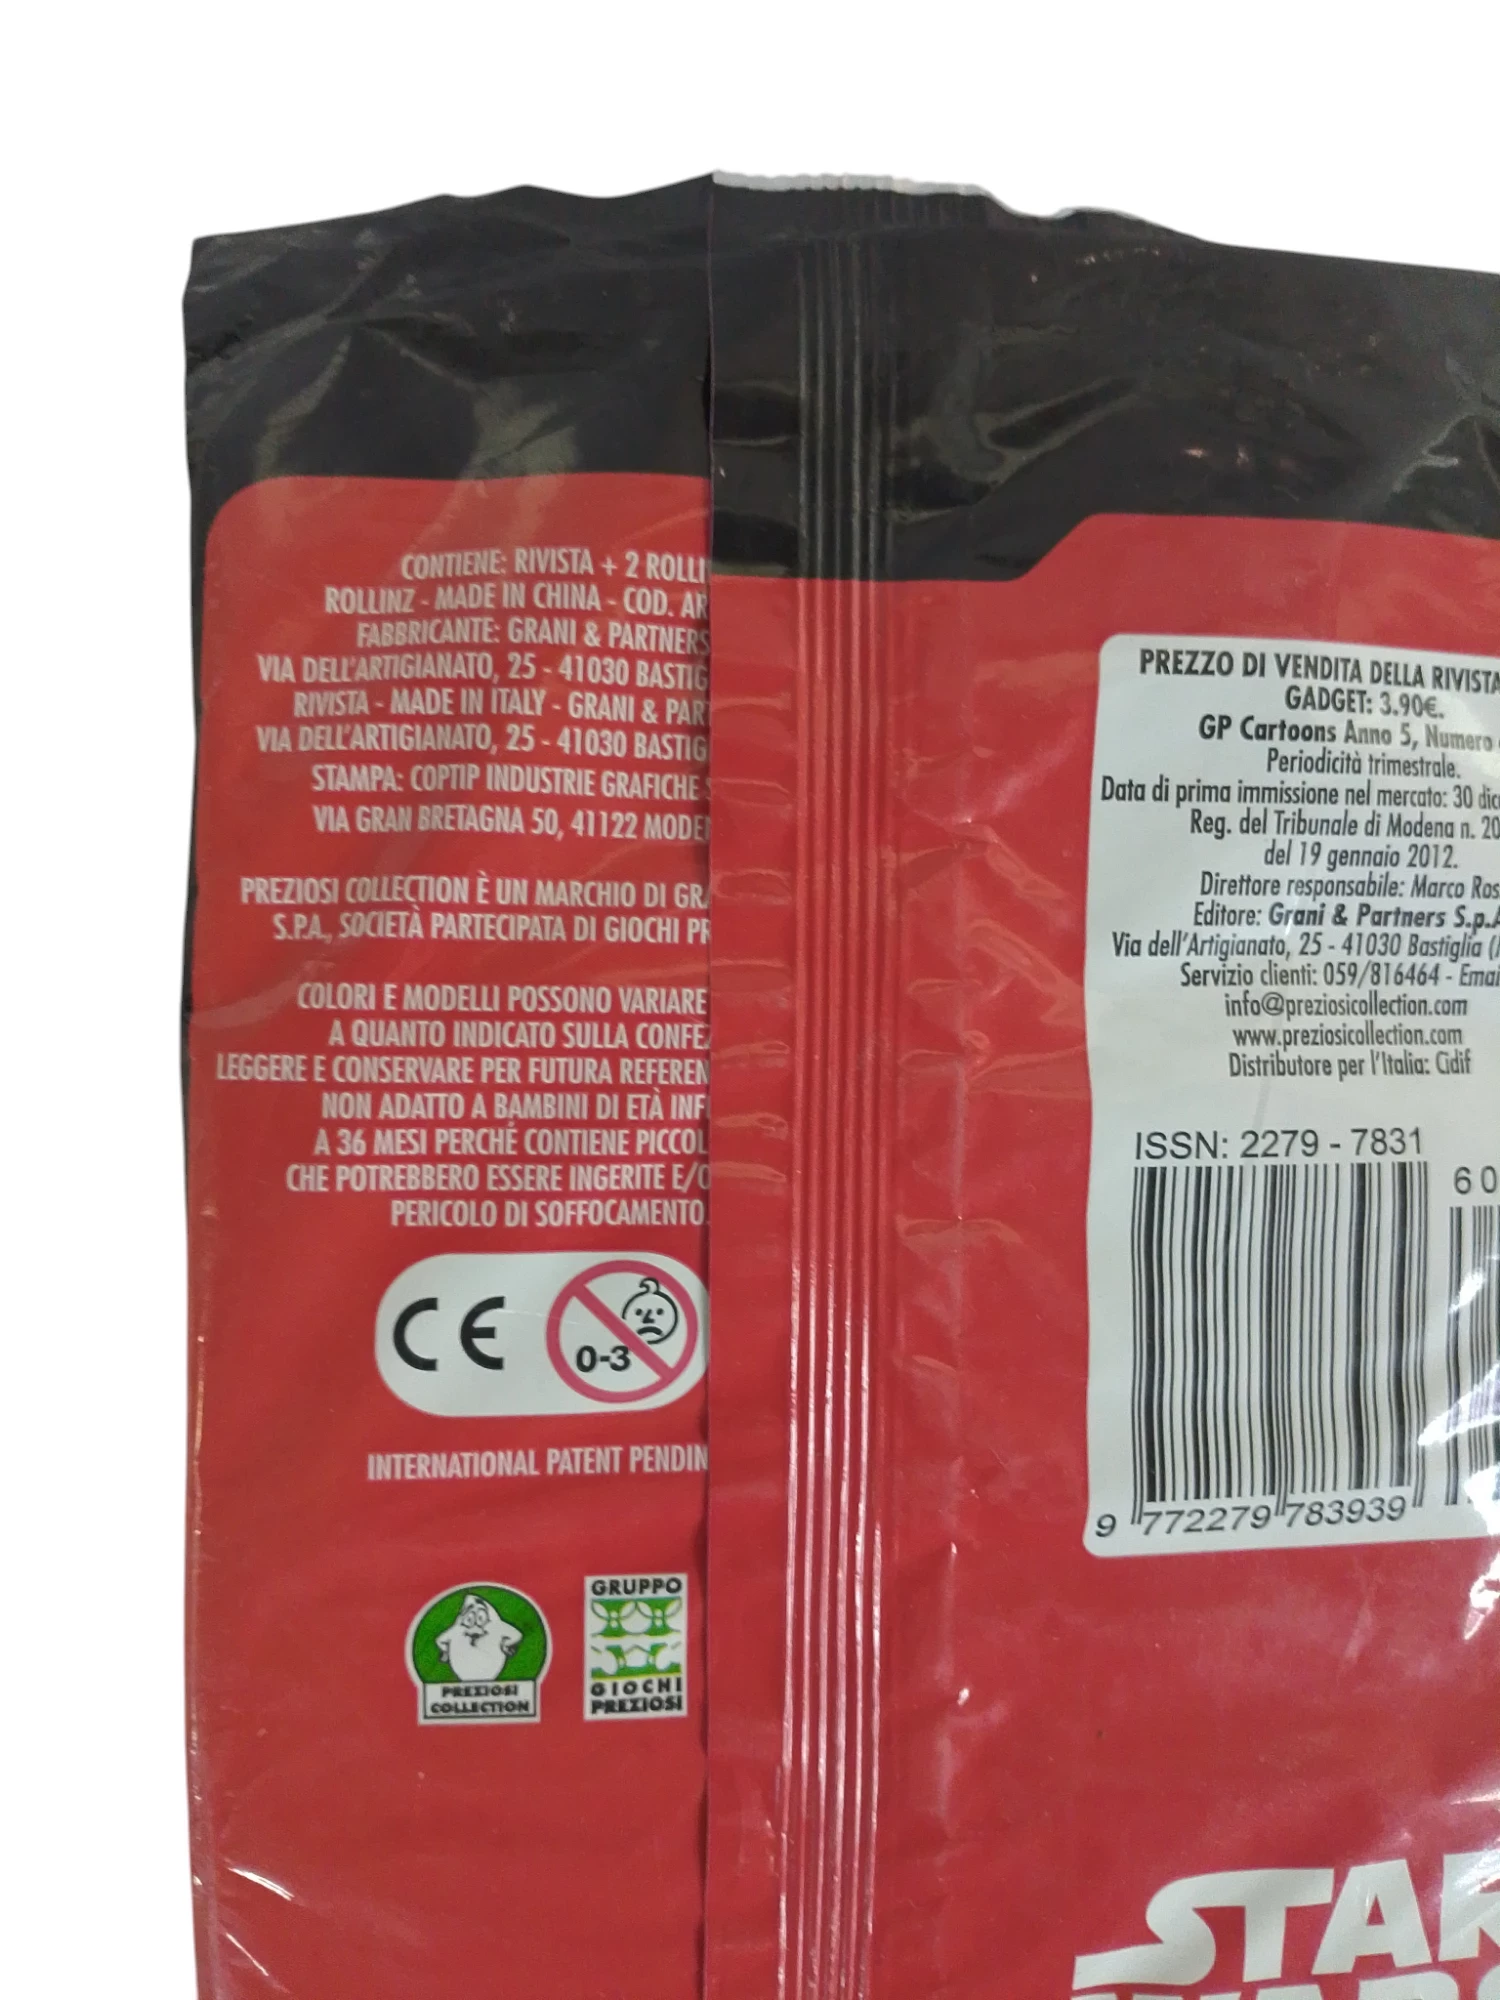 CONTIENE: RIVISTA + 2 ROLLI
ROLLINZ - MADE IN CHINA - COD. AR
FABBRICANTE: GRANI & PARTNERS
VIA DELL'ARTIGIANATO, 25 - 41030 BASTIG
RIVISTA - MADE IN ITALY - GRANI & PAR
VIA DELL'ARTIGIANATO, 25 - 41030 BASTIG
STAMPA: COPTIP INDUSTRIE GRAFICHE
VIA GRAN BRETAGNA 50, 41122 MODE
PREZIOSI COLLECTION È UN MARCHIO DI GRA
S.P.A., SOCIETÀ PARTECIPATA DI GIOCHI PR
COLORI E MODELLI POSSONO VARIARE
A QUANTO INDICATO SULLA CONFEZ
LEGGERE E CONSERVARE PER FUTURA REFEREN
NON ADATTO A BAMBINI DI ETÀ INF
A 36 MESI PERCHÉ CONTIENE PICCOL
CHE POTREBBERO ESSERE INGERITE E/O
PERICOLO DI SOFFOCAMENTO.
CE
0-3
INTERNATIONAL PATENT PENDIN
PREZIOSI
COLLECTION
GRUPPO
GIOCHI
PREZIOSI
PREZZO DI VENDITA DELLA RIVISTA
GADGET: 3.90€.
GP Cartoons Anno 5, Numero
Periodicità trimestrale.
Data di prima immissione nel mercato: 30 dic
Reg. del Tribunale di Modena n. 20
del 19 gennaio 2012.
Direttore responsabile: Marco Ros
Editore: Grani & Partners S.p.A
Via dell'Artigianato, 25 - 41030 Bastiglia (
Servizio clienti: 059/816464 - Emai
info@preziosicollection.com
www.preziosicollection.com
Distributore per l'Italia: Cidif
ISSN: 2279 - 7831
60
9 772279 783939
STAR
WARS